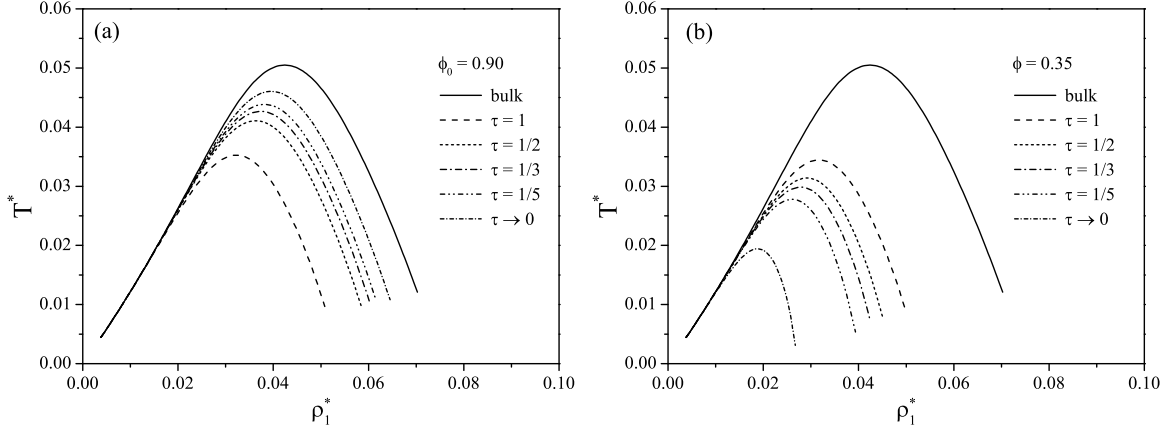 (a)
ϕ₀ = 0.90
bulk
τ = 1
τ = 1/2
τ = 1/3
τ = 1/5
τ → 0
0.06
0.05
0.04
0.03
0.02
0.01
0.00
T*
0.00 0.02 0.04 0.06 0.08 0.10
ρ₁*
(b)
ϕ = 0.35
bulk
τ = 1
τ = 1/2
τ = 1/3
τ = 1/5
τ → 0
0.06
0.05
0.04
0.03
0.02
0.01
0.00
T*
0.00 0.02 0.04 0.06 0.08 0.10
ρ₁*